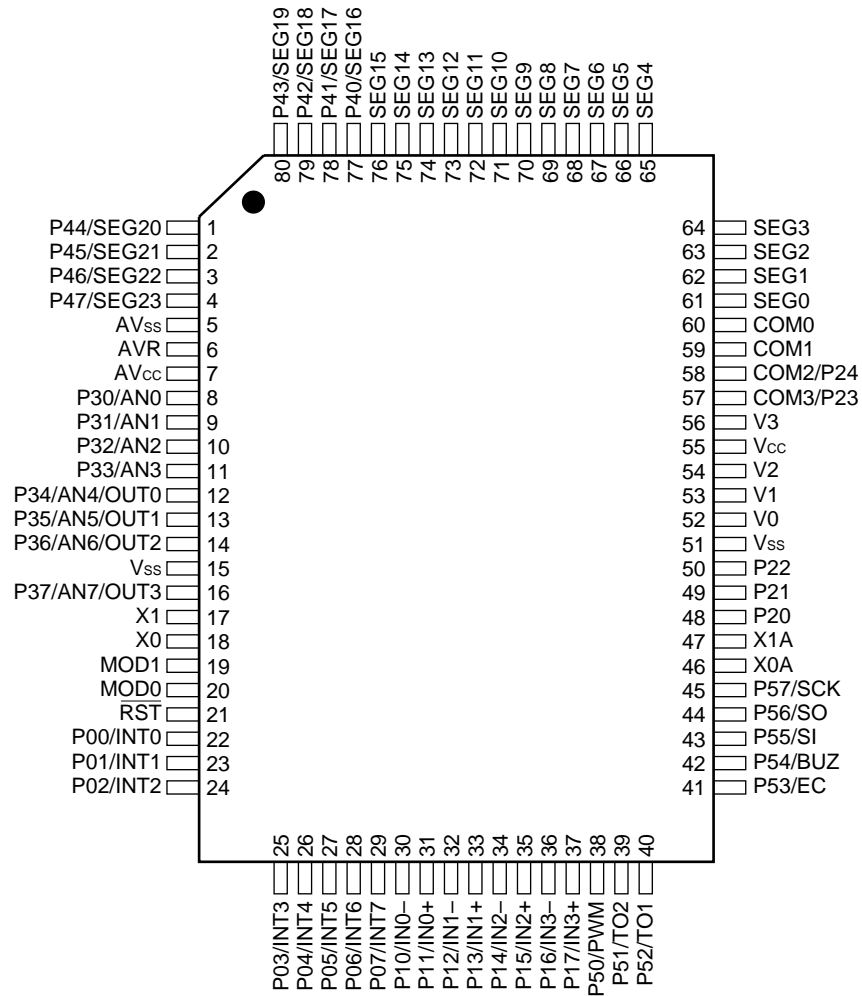 P43/SEG19
P42/SEG18
P41/SEG17
P40/SEG16
SEG15
SEG14
SEG13
SEG12
SEG11
SEG10
SEG9
SEG8
SEG7
SEG6
SEG5
SEG4
80
79
78
77
76
75
74
73
72
71
70
69
68
67
66
65
P44/SEG20 1
P45/SEG21 2
P46/SEG22 3
P47/SEG23 4
AVss 5
AVR 6
AVcc 7
P30/AN0 8
P31/AN1 9
P32/AN2 10
P33/AN3 11
P34/AN4/OUT0 12
P35/AN5/OUT1 13
P36/AN6/OUT2 14
Vss 15
P37/AN7/OUT3 16
X1 17
X0 18
MOD1 19
MOD0 20
RST 21
P00/INT0 22
P01/INT1 23
P02/INT2 24
64 SEG3
63 SEG2
62 SEG1
61 SEG0
60 COM0
59 COM1
58 COM2/P24
57 COM3/P23
56 V3
55 Vcc
54 V2
53 V1
52 V0
51 Vss
50 P22
49 P21
48 P20
47 X1A
46 X0A
45 P57/SCK
44 P56/SO
43 P55/SI
42 P54/BUZ
41 P53/EC
25
26
27
28
29
30
31
32
33
34
35
36
37
38
39
40
P03/INT3
P04/INT4
P05/INT5
P06/INT6
P07/INT7
P10/IN0–
P11/IN0+
P12/IN1–
P13/IN1+
P14/IN2–
P15/IN2+
P16/IN3–
P17/IN3+
P50/PWM
P51/TO2
P52/TO1